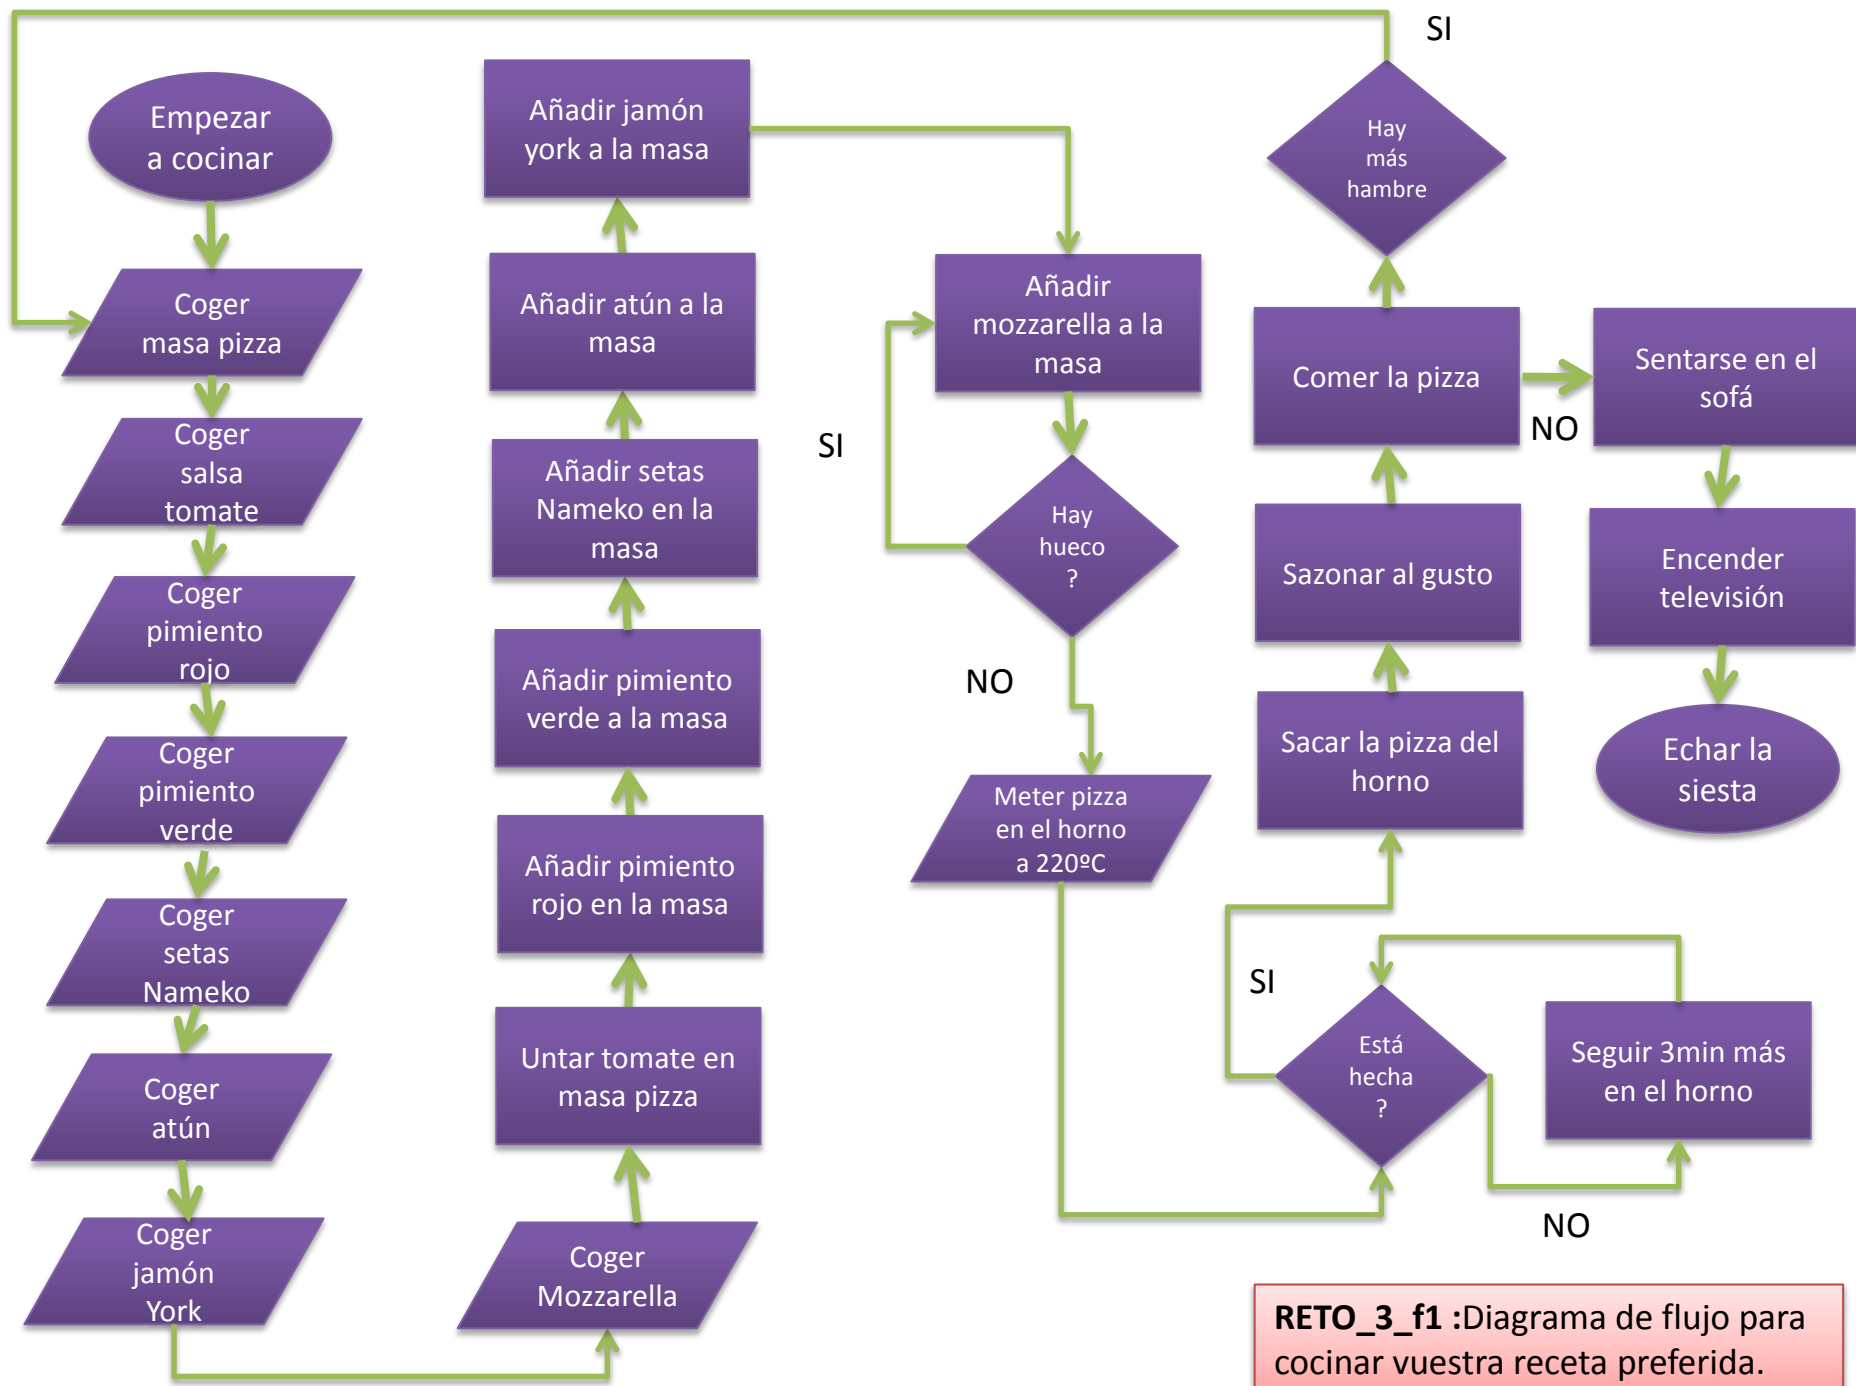 SI
Empezar
a cocinar
Coger
masa pizza
Coger
salsa
tomate
Coger
pimiento
rojo
Coger
pimiento
verde
Coger
setas
Nameko
Coger
atún
Coger
jamón
York
Coger
Mozzarella
Untar tomate en
masa pizza
Añadir pimiento
rojo en la masa
Añadir pimiento
verde a la masa
Añadir setas
Nameko en la
masa
Añadir atún a la
masa
Añadir jamón
york a la masa
Añadir
mozzarella a la
masa
SI
Hay
hueco
?
NO
Meter pizza
en el horno
a 220ºC
Está
hecha
?
NO
Seguir 3min más
en el horno
SI
Sacar la pizza del
horno
Sazonar al gusto
Comer la pizza
Hay
más
hambre
NO
Sentarse en el
sofá
Encender
televisión
Echar la
siesta
RETO_3_f1 :Diagrama de flujo para
cocinar vuestra receta preferida.